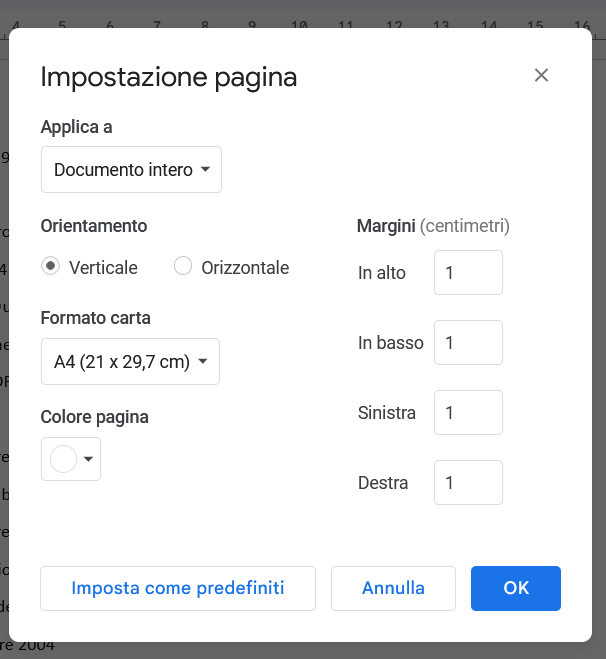 4 5 6 7 8 9 10 11 12 13 14 15 16
Impostazione pagina
Applica a
Documento intero
Orientamento
Verticale
Orizzontale
Formato carta
A4 (21 x 29,7 cm)
Colore pagina
Margini (centimetri)
In alto
1
In basso
1
Sinistra
1
Destra
1
Imposta come predefiniti
Annulla
OK
2004